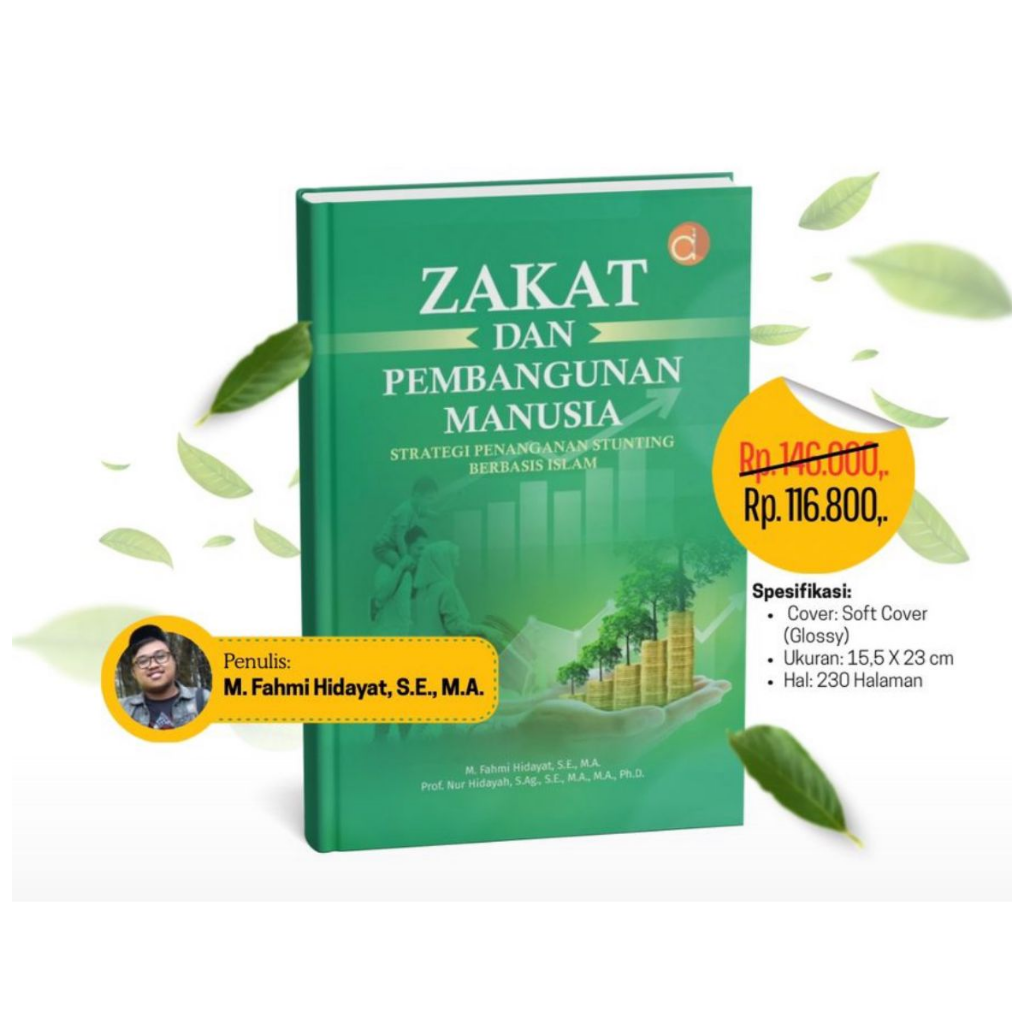 ZAKAT
DAN
PEMBANGUNAN
MANUSIA
STRATEGI PENANGANAN STUNTING
BERBASIS ISLAM
M. Fahmi Hidayat, S.E., M.A.
Prof. Nur Hidayah, S.Ag., S.E., M.A., M.A., Ph.D.
Penulis:
M. Fahmi Hidayat, S.E., M.A.
Rp. 146.000,.
Rp. 116.800,.
Spesifikasi:
• Cover: Soft Cover
(Glossy)
• Ukuran: 15,5 X 23 cm
• Hal: 230 Halaman